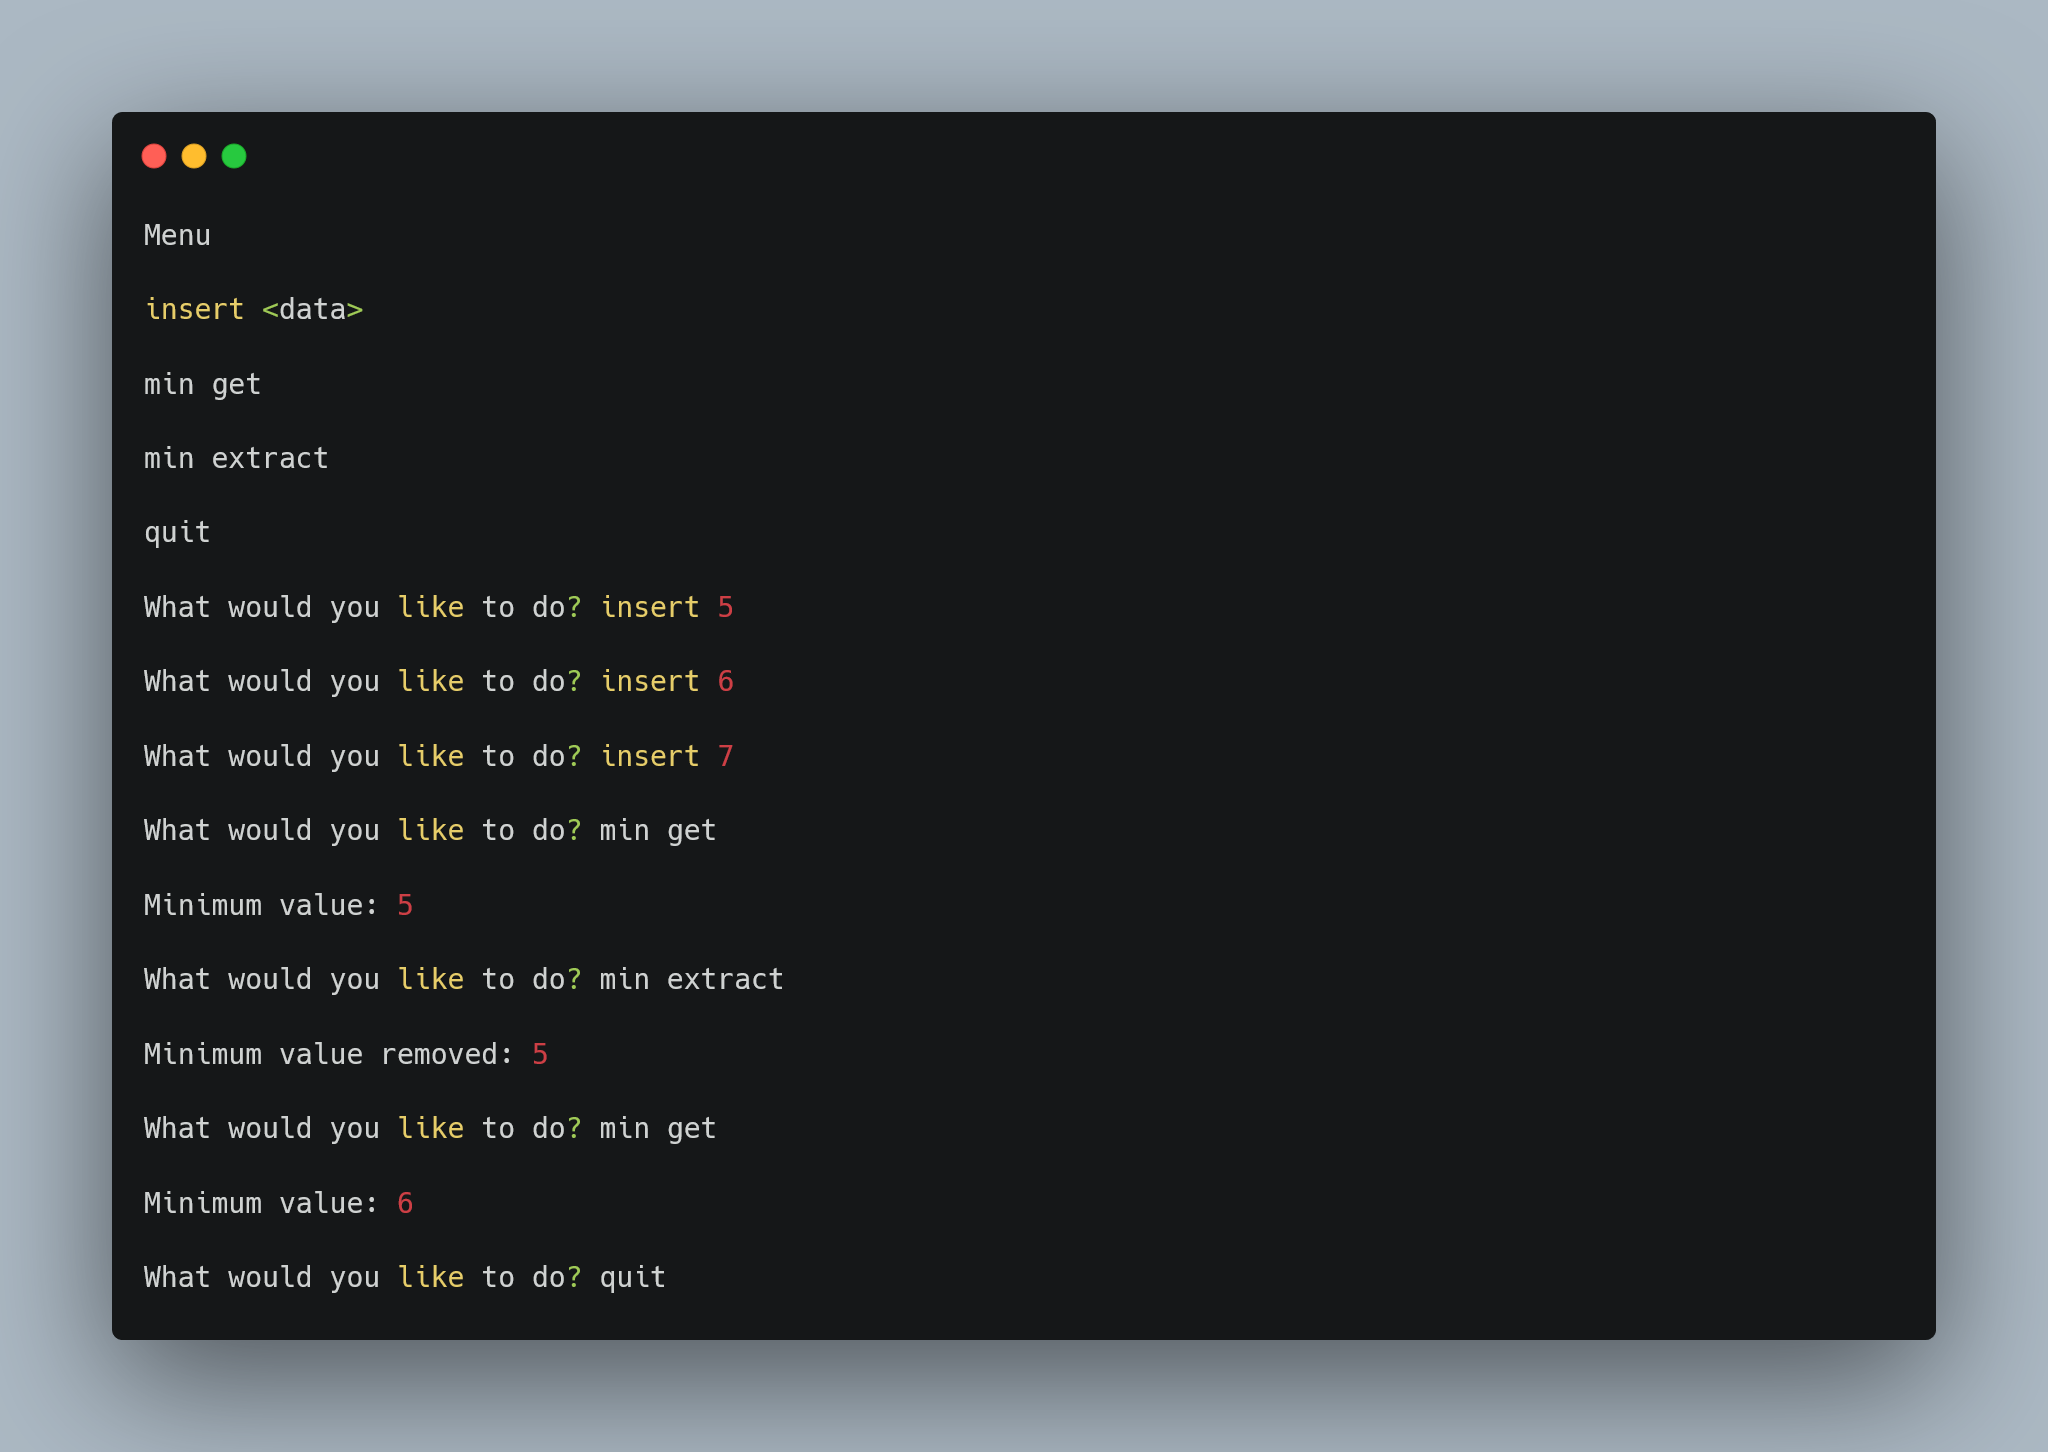 Menu
insert <data>
min get
min extract
quit
What would you like to do? insert 5
What would you like to do? insert 6
What would you like to do? insert 7
What would you like to do? min get
Minimum value: 5
What would you like to do? min extract
Minimum value removed: 5
What would you like to do? min get
Minimum value: 6
What would you like to do? quit